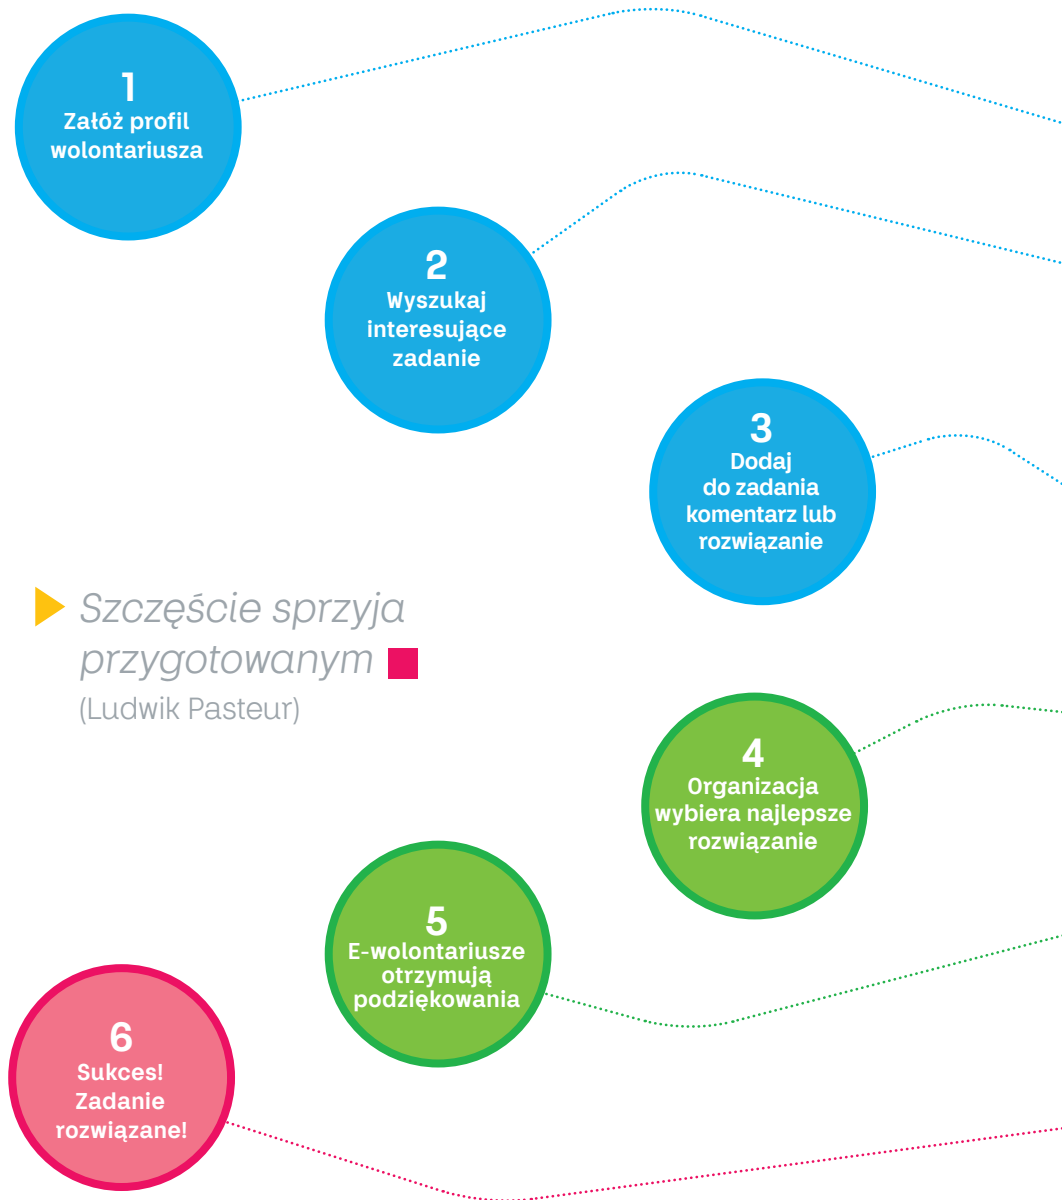 1
Załóż profil
wolontariusza
2
Wyszukaj
interesujące
zadanie
3
Dodaj
do zadania
komentarz lub
rozwiązanie
Szczęście sprzyja
przygotowanym
(Ludwik Pasteur)
4
Organizacja
wybiera najlepsze
rozwiązanie
5
E-wolontariusze
otrzymują
podziękowania
6
Sukces!
Zadanie
rozwiązane!